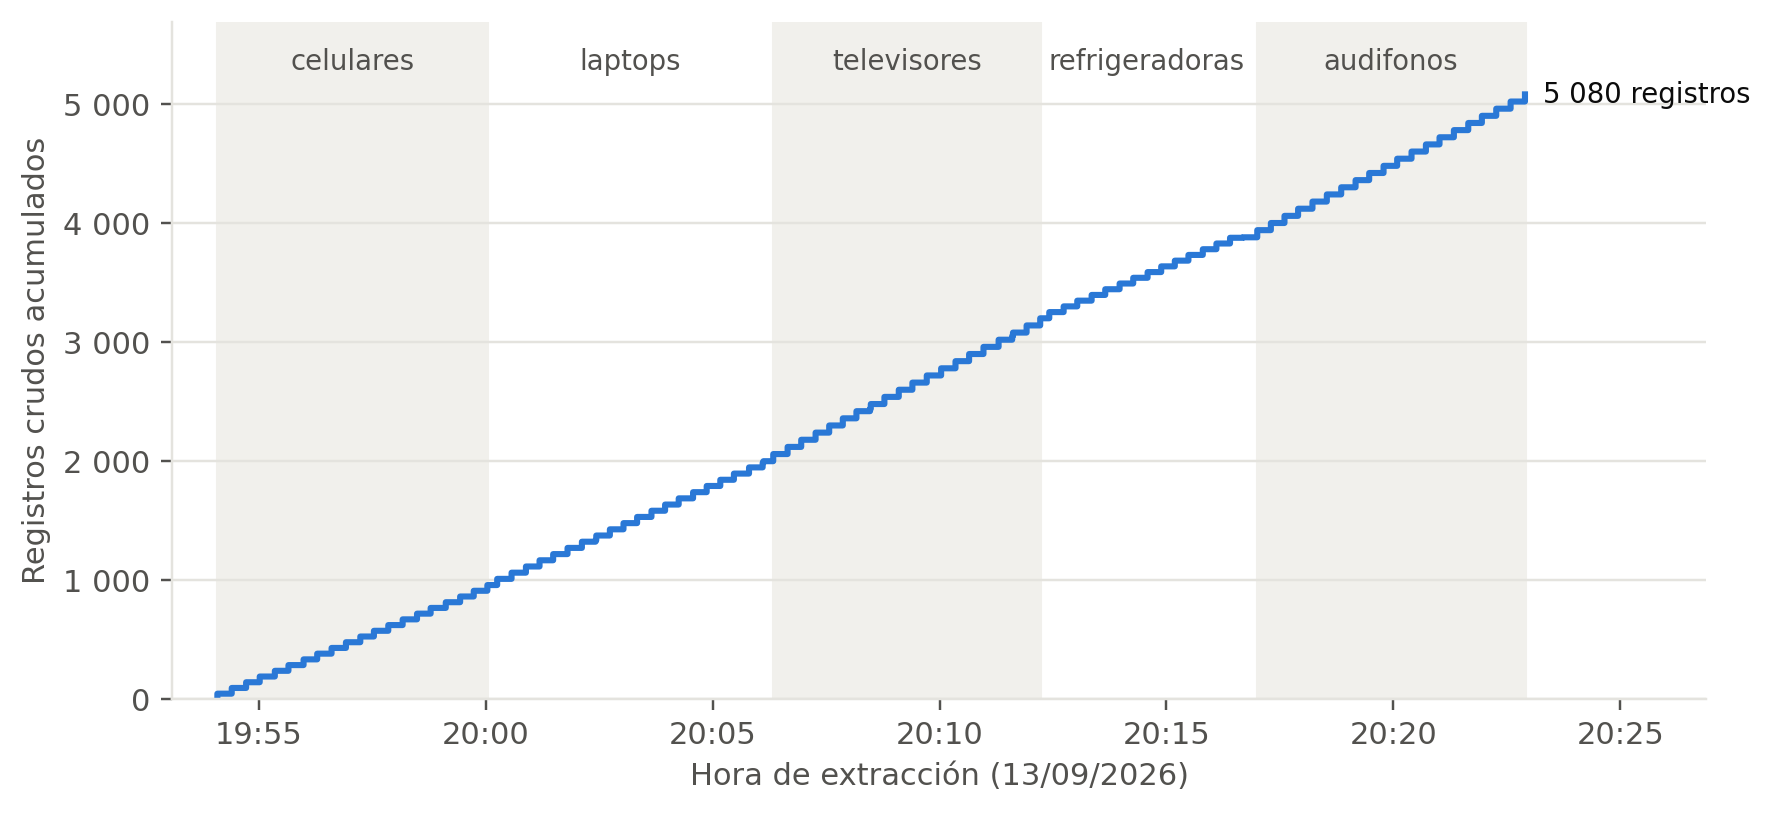 celulares laptops televisores refrigeradoras audifonos
5 080 registros
5 000
4 000
3 000
2 000
1 000
0
Registros crudos acumulados
19:55 20:00 20:05 20:10 20:15 20:20 20:25
Hora de extracción (13/09/2026)